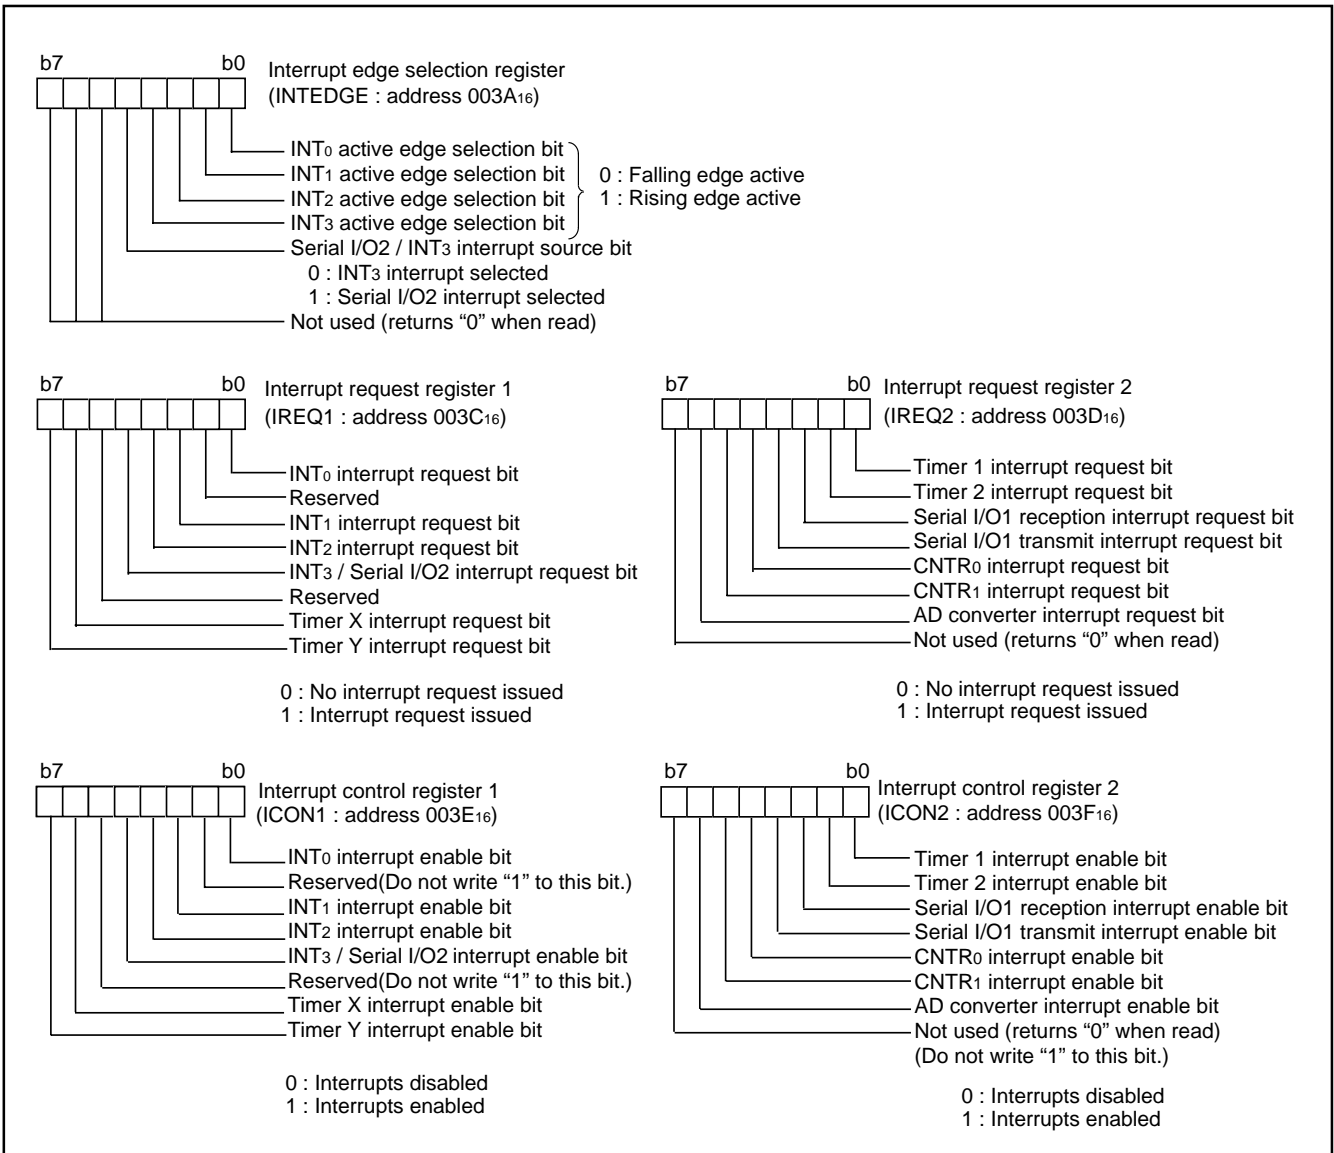 b7 b0
Interrupt edge selection register
(INTEDGE : address 003A16)
INT0 active edge selection bit
INT1 active edge selection bit
INT2 active edge selection bit
INT3 active edge selection bit
0 : Falling edge active
1 : Rising edge active
Serial I/O2 / INT3 interrupt source bit
0 : INT3 interrupt selected
1 : Serial I/O2 interrupt selected
Not used (returns “0” when read)
b7 b0
Interrupt request register 1
(IREQ1 : address 003C16)
INT0 interrupt request bit
Reserved
INT1 interrupt request bit
INT2 interrupt request bit
INT3 / Serial I/O2 interrupt request bit
Reserved
Timer X interrupt request bit
Timer Y interrupt request bit
0 : No interrupt request issued
1 : Interrupt request issued
b7 b0
Interrupt request register 2
(IREQ2 : address 003D16)
Timer 1 interrupt request bit
Timer 2 interrupt request bit
Serial I/O1 reception interrupt request bit
Serial I/O1 transmit interrupt request bit
CNTR0 interrupt request bit
CNTR1 interrupt request bit
AD converter interrupt request bit
Not used (returns “0” when read)
0 : No interrupt request issued
1 : Interrupt request issued
b7 b0
Interrupt control register 1
(ICON1 : address 003E16)
INT0 interrupt enable bit
Reserved(Do not write “1” to this bit.)
INT1 interrupt enable bit
INT2 interrupt enable bit
INT3 / Serial I/O2 interrupt enable bit
Reserved(Do not write “1” to this bit.)
Timer X interrupt enable bit
Timer Y interrupt enable bit
0 : Interrupts disabled
1 : Interrupts enabled
b7 b0
Interrupt control register 2
(ICON2 : address 003F16)
Timer 1 interrupt enable bit
Timer 2 interrupt enable bit
Serial I/O1 reception interrupt enable bit
Serial I/O1 transmit interrupt enable bit
CNTR0 interrupt enable bit
CNTR1 interrupt enable bit
AD converter interrupt enable bit
Not used (returns “0” when read)
(Do not write “1” to this bit.)
0 : Interrupts disabled
1 : Interrupts enabled